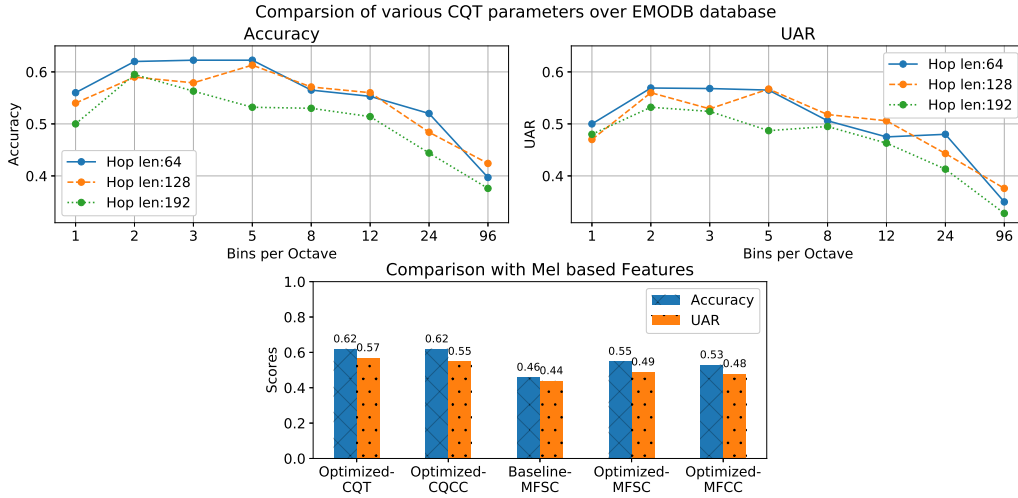 Comparsion of various CQT parameters over EMODB database
Accuracy
0.6
0.5
0.4
Accuracy
Hop len:64
Hop len:128
Hop len:192
1 2 3 5 8 12 24 96
Bins per Octave
UAR
0.6
0.5
0.4
UAR
Hop len:64
Hop len:128
Hop len:192
1 2 3 5 8 12 24 96
Bins per Octave
Comparison with Mel based Features
1.0
0.8
0.6
0.4
0.2
0.0
Scores
Accuracy
UAR
0.62 0.57 0.62 0.55 0.46 0.44 0.55 0.49 0.53 0.48
Optimized- Optimized- Baseline- Optimized- Optimized-
CQT CQCC MFSC MFSC MFCC